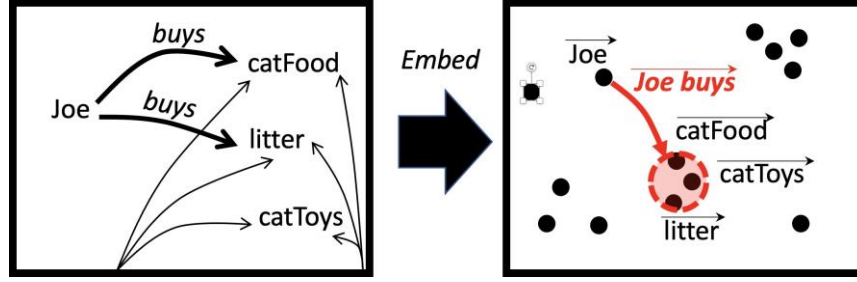 buys
catFood
Joe
buys
litter
catToys
Embed
Joe
Joe buys
catFood
catToys
litter